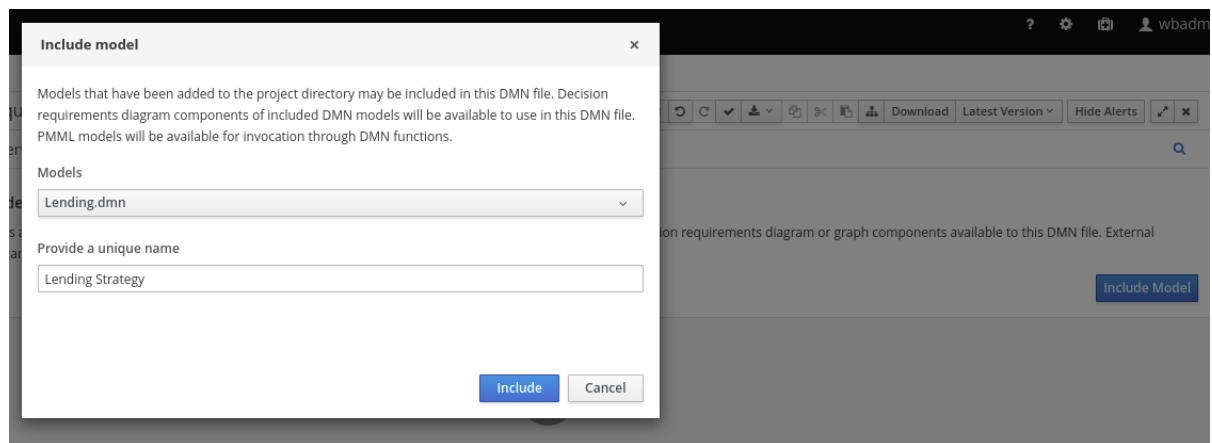 ? wbadm
Include model ×
Models that have been added to the project directory may be included in this DMN file. Decision
requirements diagram components of included DMN models will be available to use in this DMN file.
PMML models will be available for invocation through DMN functions.
Download Latest Version Hide Alerts
Models
Lending.dmn
ion requirements diagram or graph components available to this DMN file. External
Provide a unique name
Lending Strategy
Include Model
Include Cancel